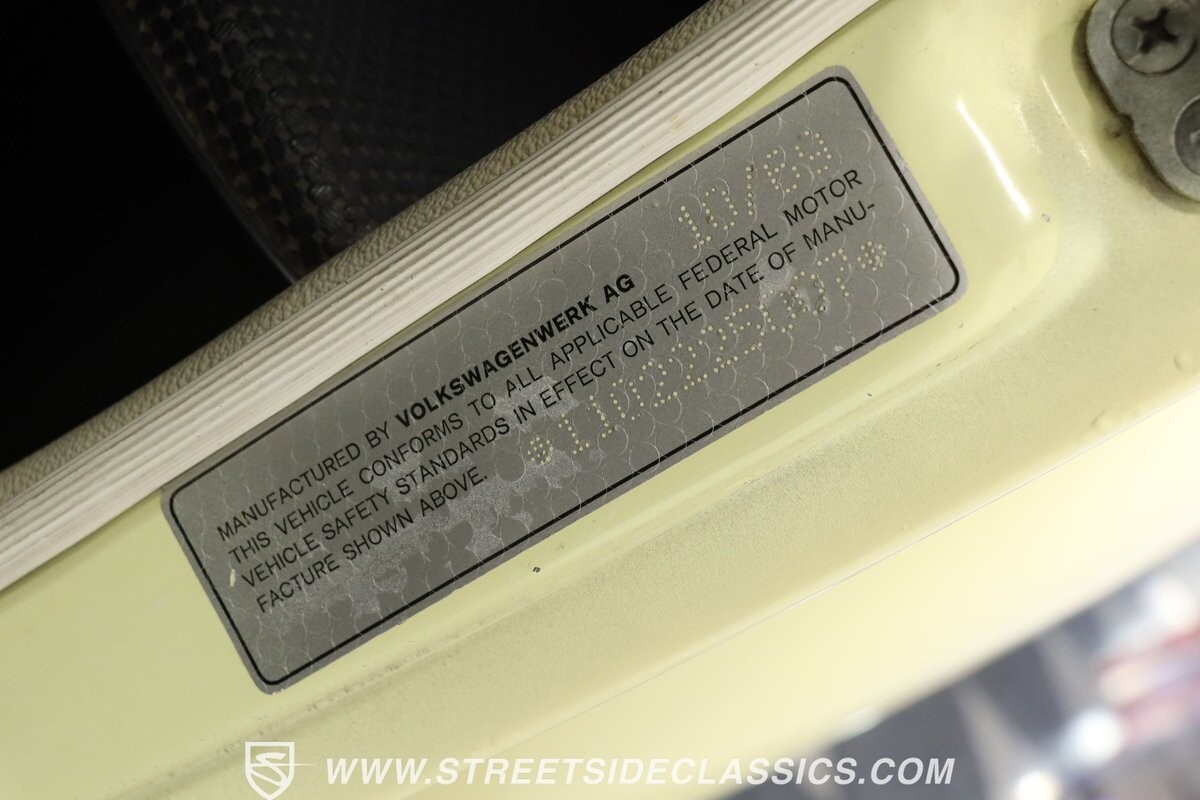 10/69
MANUFACTURED BY VOLKSWAGENWERK AG
THIS VEHICLE CONFORMS TO ALL APPLICABLE FEDERAL MOTOR
VEHICLE SAFETY STANDARDS IN EFFECT ON THE DATE OF MANU-
FACTURE SHOWN ABOVE.
WWW.STREETSIDECLASSICS.COM